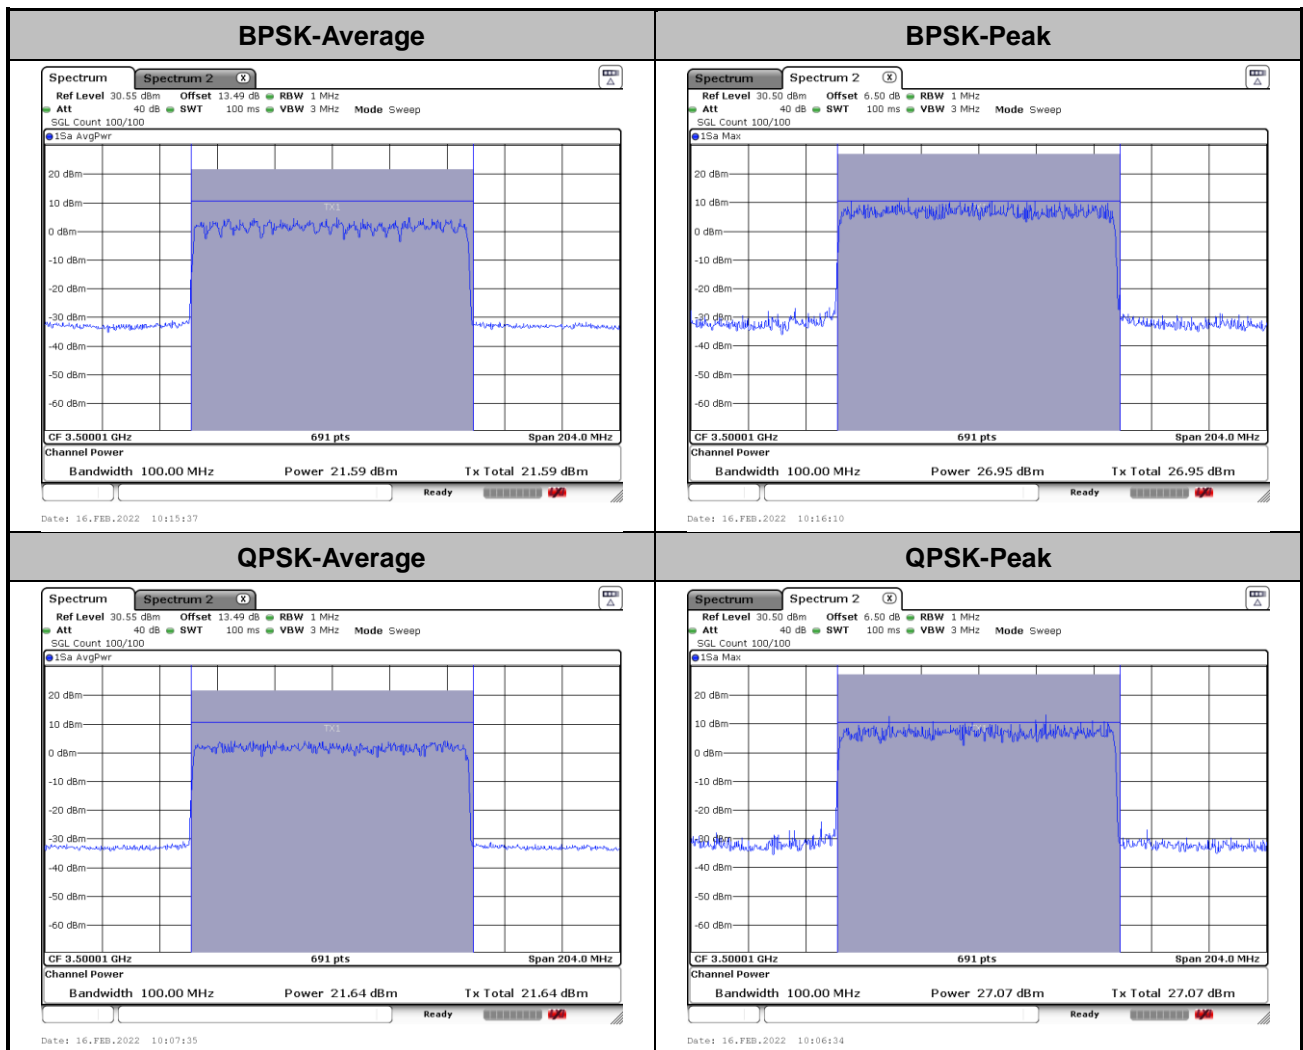 BPSK-Average
BPSK-Peak
Spectrum Spectrum 2 X
Ref Level 30.55 dBm Offset 13.49 dB RBW 1 MHz
Att 40 dB SWT 100 ms VBW 3 MHz Mode Sweep
SGL Count 100/100
1Sa AvgPwr
20 dBm
10 dBm
TX1
0 dBm
-10 dBm
-20 dBm
-30 dBm
-40 dBm
-50 dBm
-60 dBm
CF 3.50001 GHz 691 pts Span 204.0 MHz
Channel Power
Bandwidth 100.00 MHz Power 21.59 dBm Tx Total 21.59 dBm
Ready
Date: 16.FEB.2022 10:15:37
Spectrum Spectrum 2 X
Ref Level 30.50 dBm Offset 6.50 dB RBW 1 MHz
Att 40 dB SWT 100 ms VBW 3 MHz Mode Sweep
SGL Count 100/100
1Sa Max
20 dBm
10 dBm
0 dBm
-10 dBm
-20 dBm
-30 dBm
-40 dBm
-50 dBm
-60 dBm
CF 3.50001 GHz 691 pts Span 204.0 MHz
Channel Power
Bandwidth 100.00 MHz Power 26.95 dBm Tx Total 26.95 dBm
Ready
Date: 16.FEB.2022 10:16:10
QPSK-Average
QPSK-Peak
Spectrum Spectrum 2 X
Ref Level 30.55 dBm Offset 13.49 dB RBW 1 MHz
Att 40 dB SWT 100 ms VBW 3 MHz Mode Sweep
SGL Count 100/100
1Sa AvgPwr
20 dBm
10 dBm
TX1
0 dBm
-10 dBm
-20 dBm
-30 dBm
-40 dBm
-50 dBm
-60 dBm
CF 3.50001 GHz 691 pts Span 204.0 MHz
Channel Power
Bandwidth 100.00 MHz Power 21.64 dBm Tx Total 21.64 dBm
Ready
Date: 16.FEB.2022 10:07:35
Spectrum Spectrum 2 X
Ref Level 30.50 dBm Offset 6.50 dB RBW 1 MHz
Att 40 dB SWT 100 ms VBW 3 MHz Mode Sweep
SGL Count 100/100
1Sa Max
20 dBm
10 dBm
0 dBm
-10 dBm
-20 dBm
-30 dBm
-40 dBm
-50 dBm
-60 dBm
CF 3.50001 GHz 691 pts Span 204.0 MHz
Channel Power
Bandwidth 100.00 MHz Power 27.07 dBm Tx Total 27.07 dBm
Ready
Date: 16.FEB.2022 10:06:34